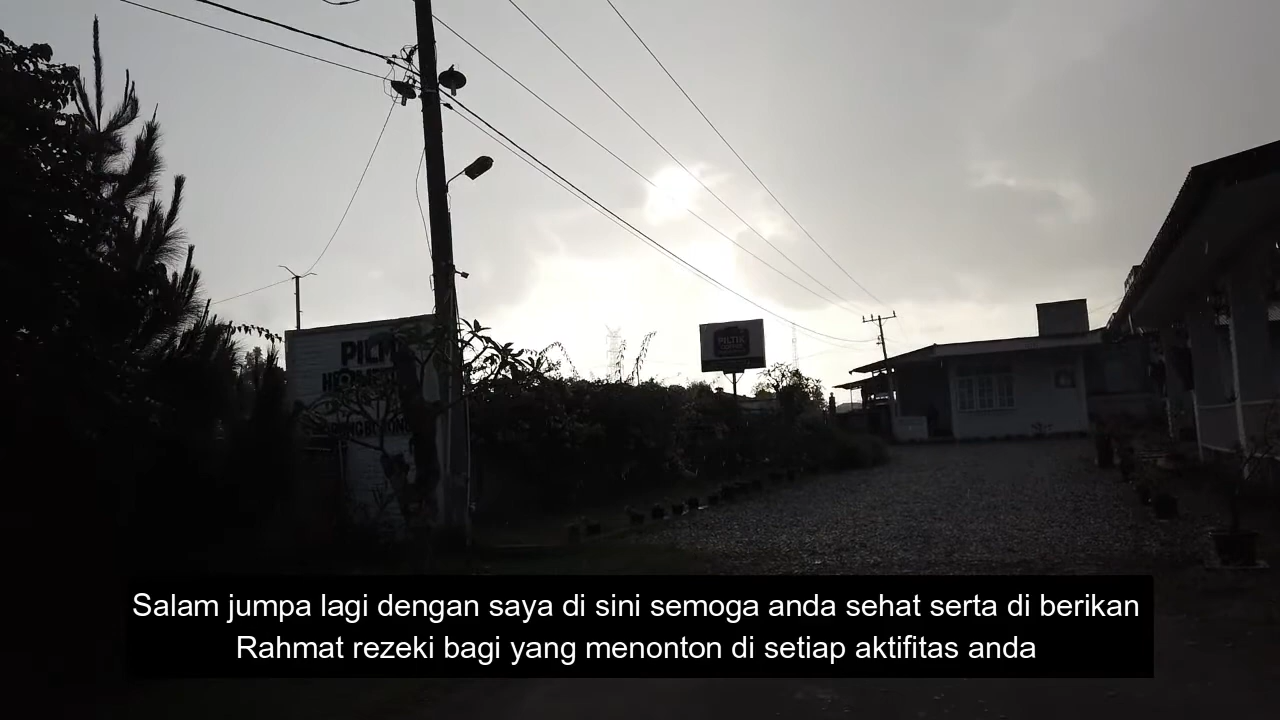 PILTIK
Salam jumpa lagi dengan saya di sini semoga anda sehat serta di berikan
Rahmat rezeki bagi yang menonton di setiap aktifitas anda